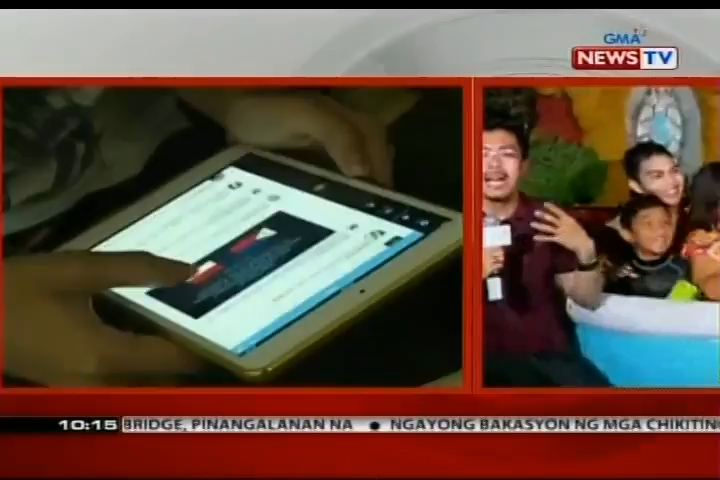 GMA
NEWS TV
10:15 BRIDGE, PINANGALANAN NA ● NGAYONG BAKASYON NG MGA CHIKITIN